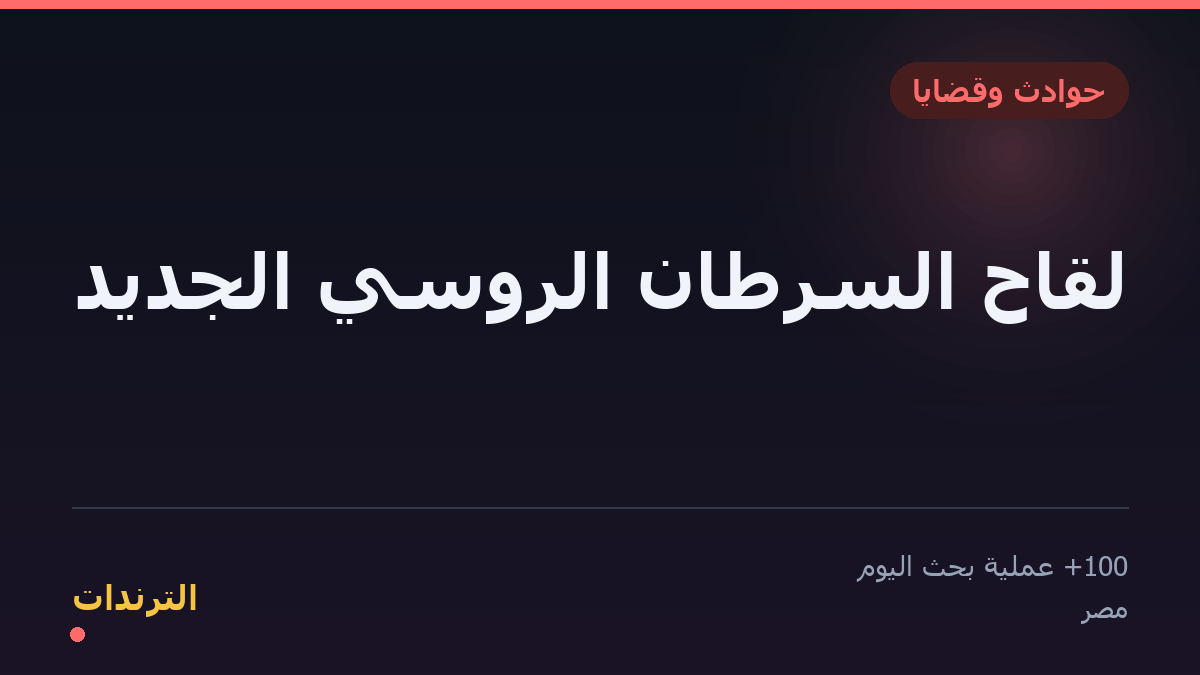 حوادث وقضايا
لقاح السرطان الروسي الجديد
100+ عملية بحث اليوم
مصر
الترندات